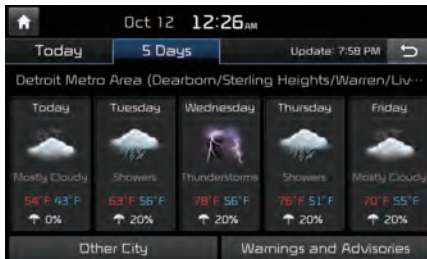 Oct 12 12:26 AM
Today 5 Days Update: 7:58 PM
Detroit Metro Area (Dearborn/Sterling Heights/Warren/Liv···
Today Tuesday Wednesday Thursday Friday
Mostly Cloudy Showers Thunderstorms Showers Mostly Cloudy
54°F 43°F 63°F 56°F 78°F 56°F 76°F 51°F 70°F 55°F
0% 20% 20% 20% 20%
Other City Warnings and Advisories